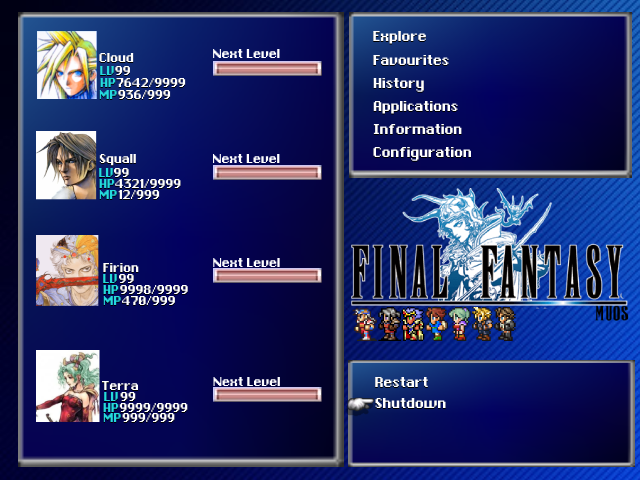 Cloud
LV99
HP7642/9999
MP936/999
Next Level
Squall
LV99
HP4321/9999
MP12/999
Next Level
Firion
LV99
HP9998/9999
MP470/999
Next Level
Terra
LV99
HP9999/9999
MP999/999
Next Level
Explore
Favourites
History
Applications
Information
Configuration
FINAL FANTASY
MUOS
Restart
Shutdown